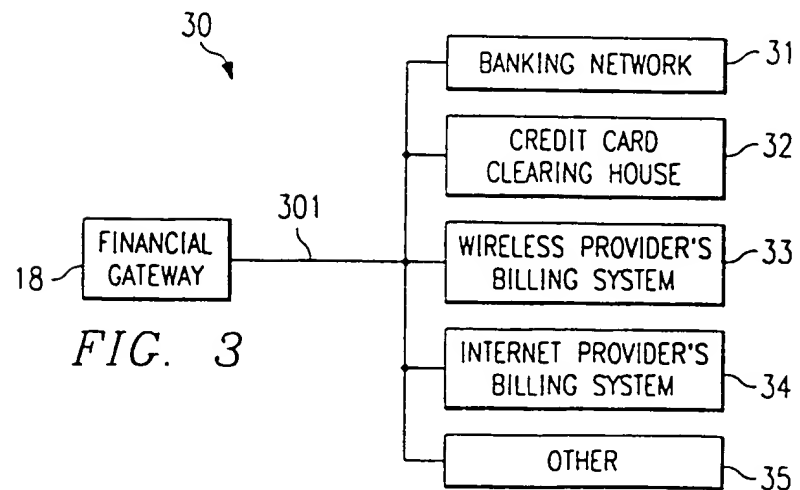 30
BANKING NETWORK
31
CREDIT CARD
CLEARING HOUSE
32
301
FINANCIAL
GATEWAY
18
WIRELESS PROVIDER'S
BILLING SYSTEM
33
FIG. 3
INTERNET PROVIDER'S
BILLING SYSTEM
34
OTHER
35